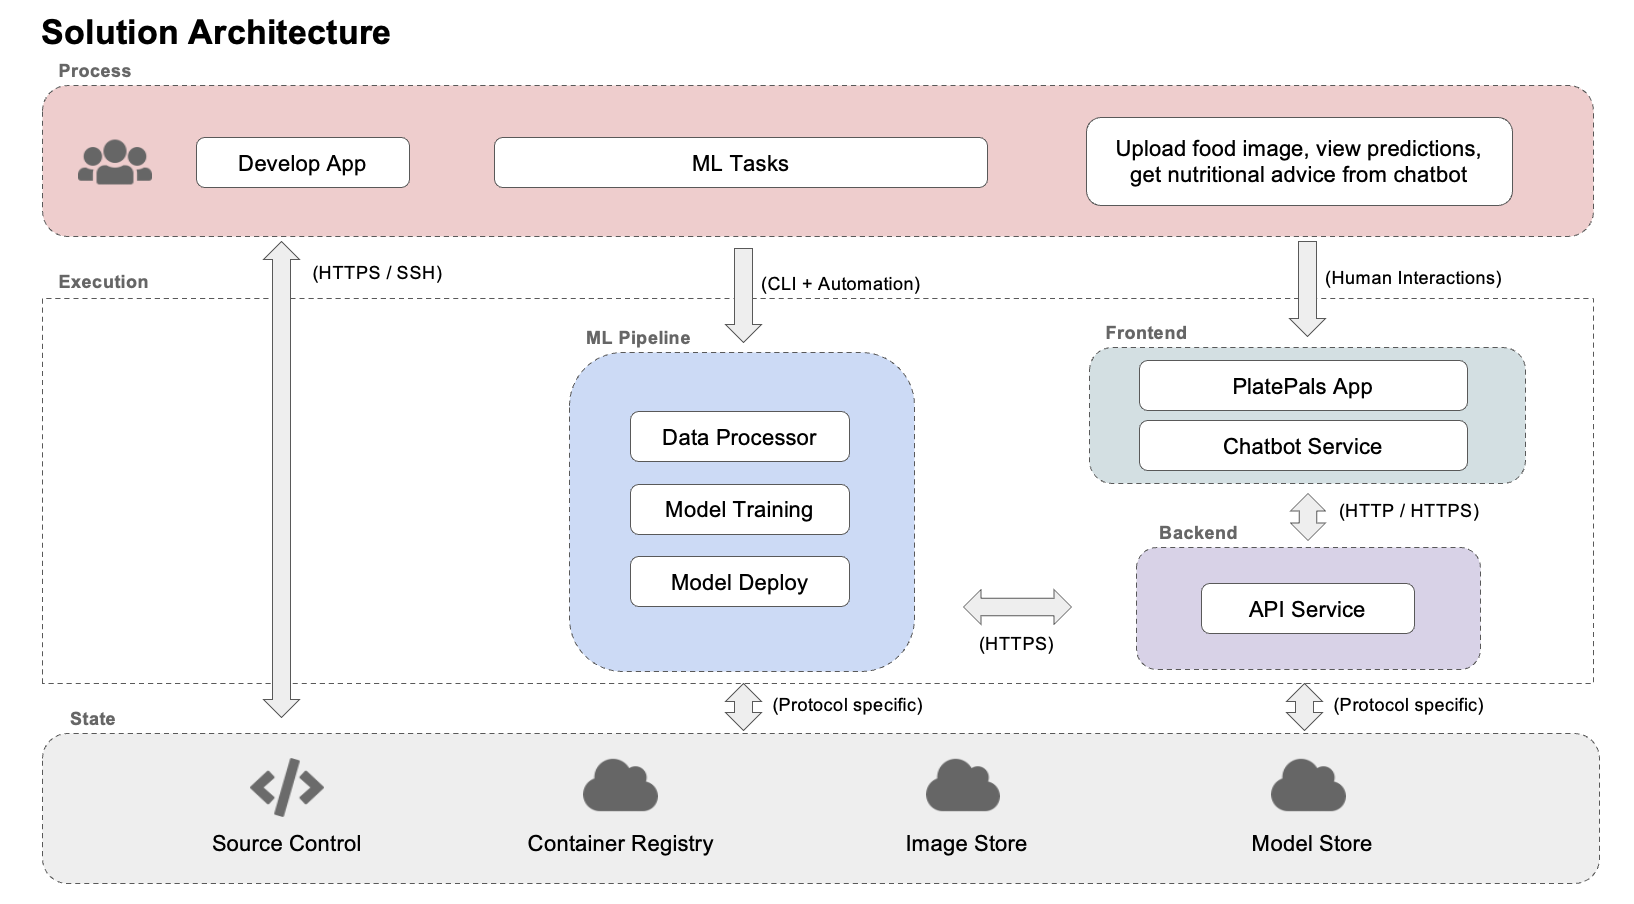 Solution Architecture
Process
Develop App
ML Tasks
Upload food image, view predictions,
get nutritional advice from chatbot
(HTTPS / SSH)
(CLI + Automation)
(Human Interactions)
Execution
ML Pipeline
Data Processor
Model Training
Model Deploy
Frontend
PlatePals App
Chatbot Service
(HTTP / HTTPS)
Backend
API Service
(HTTPS)
(Protocol specific)
(Protocol specific)
State
Source Control
Container Registry
Image Store
Model Store